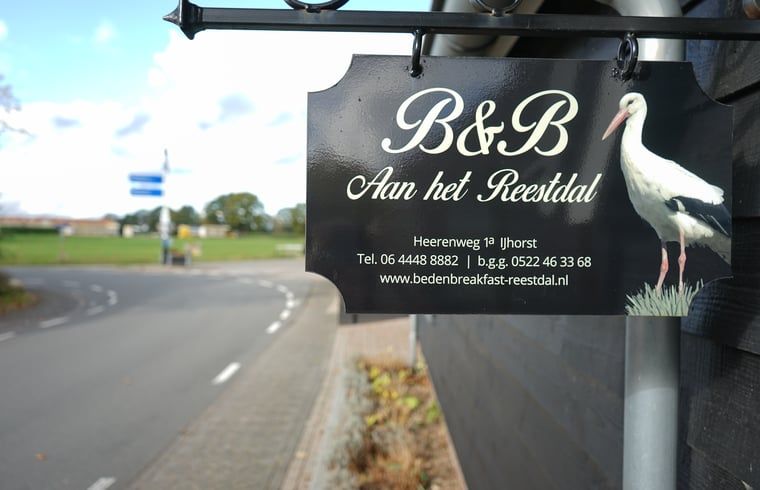 B&B
Aan het Reestdal
Heerenweg 1ª IJhorst
Tel. 06 4448 8882 | b.g.g. 0522 46 33 68
www.bedenbreakfast-reestdal.nl